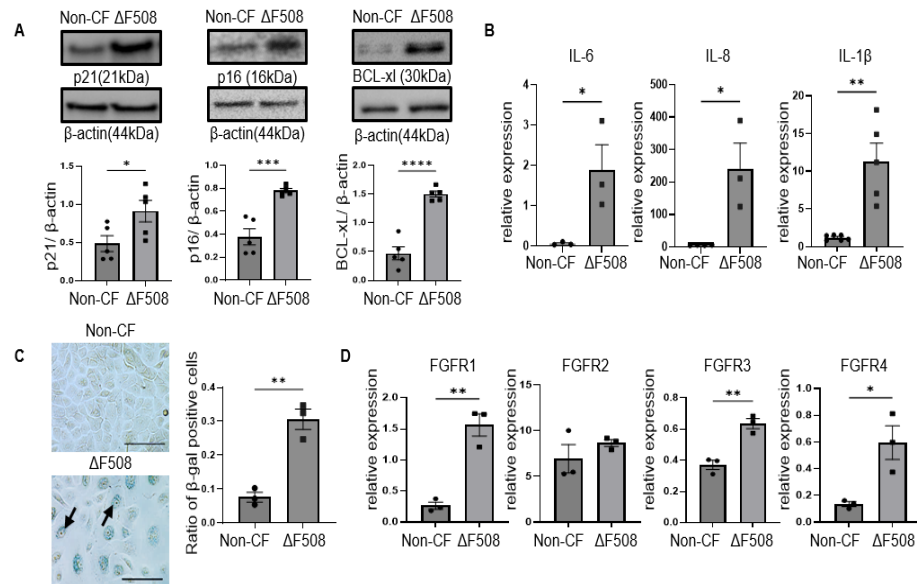 A
Non-CF ΔF508
p21(21kDa)
β-actin(44kDa)
Non-CF ΔF508
p16 (16kDa)
β-actin(44kDa)
Non-CF ΔF508
BCL-xl (30kDa)
β-actin(44kDa)
p21/ β-actin
1.5
1.0
0.5
0.0
*
Non-CF ΔF508
p16/ β-actin
1.0
0.8
0.6
0.4
0.2
0.0
***
Non-CF ΔF508
BCL-xL/ β-actin
2.0
1.5
1.0
0.5
0.0
****
Non-CF ΔF508
B
IL-6
relative expression
6
4
2
0
*
Non-CF ΔF508
IL-8
relative expression
500
400
300
200
100
0
*
Non-CF ΔF508
IL-1β
relative expression
20
15
10
5
0
**
Non-CF ΔF508
C
Non-CF
ΔF508
Ratio of β-gal positive cells
0.4
0.3
0.2
0.1
0.0
**
Non-CF ΔF508
D
FGFR1
relative expression
2.0
1.5
1.0
0.5
0.0
**
Non-CF ΔF508
FGFR2
relative expression
15
10
5
0
Non-CF ΔF508
FGFR3
relative expression
0.8
0.6
0.4
0.2
0.0
**
Non-CF ΔF508
FGFR4
relative expression
1.0
0.8
0.6
0.4
0.2
0.0
*
Non-CF ΔF508